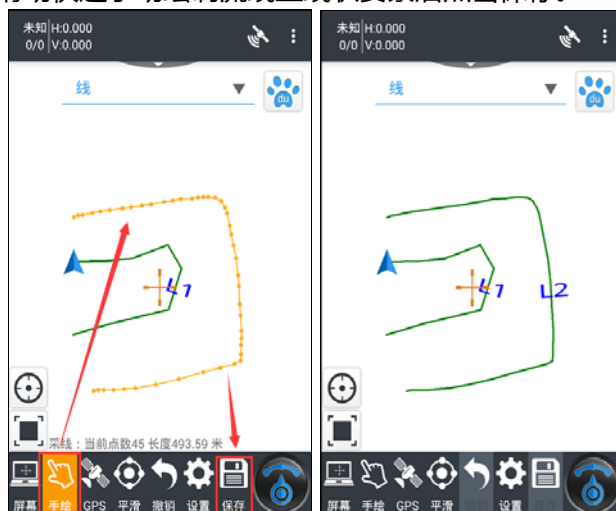 未知 H:0.000
0/0 V:0.000
线
du
L1
采线：当前点数45 长度493.59 米
屏幕 手绘 GPS 平滑 撤销 设置 保存
未知 H:0.000
0/0 V:0.000
线
du
L1
L2
屏幕 手绘 GPS 平滑 设置